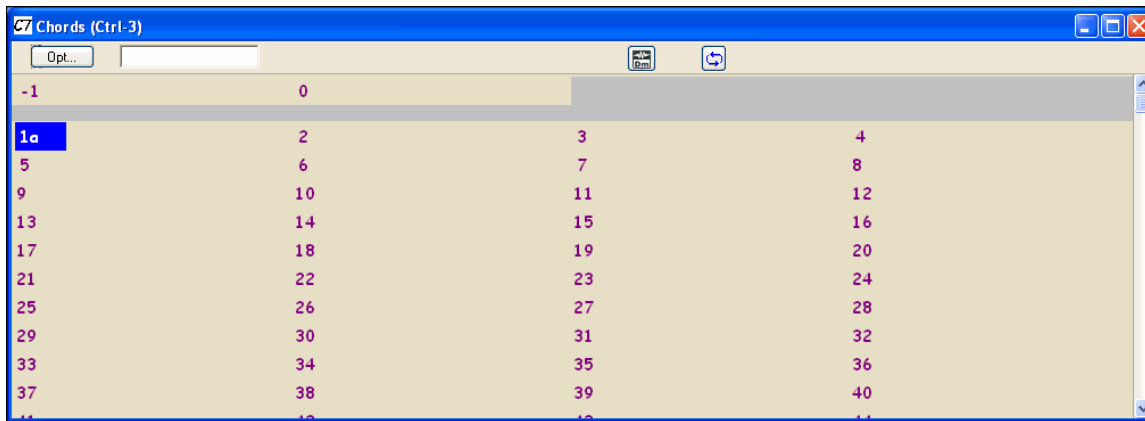 C7 Chords (Ctrl-3)
Opt... Dm
-1 0
1a 2 3 4
5 6 7 8
9 10 11 12
13 14 15 16
17 18 19 20
21 22 23 24
25 26 27 28
29 30 31 32
33 34 35 36
37 38 39 40